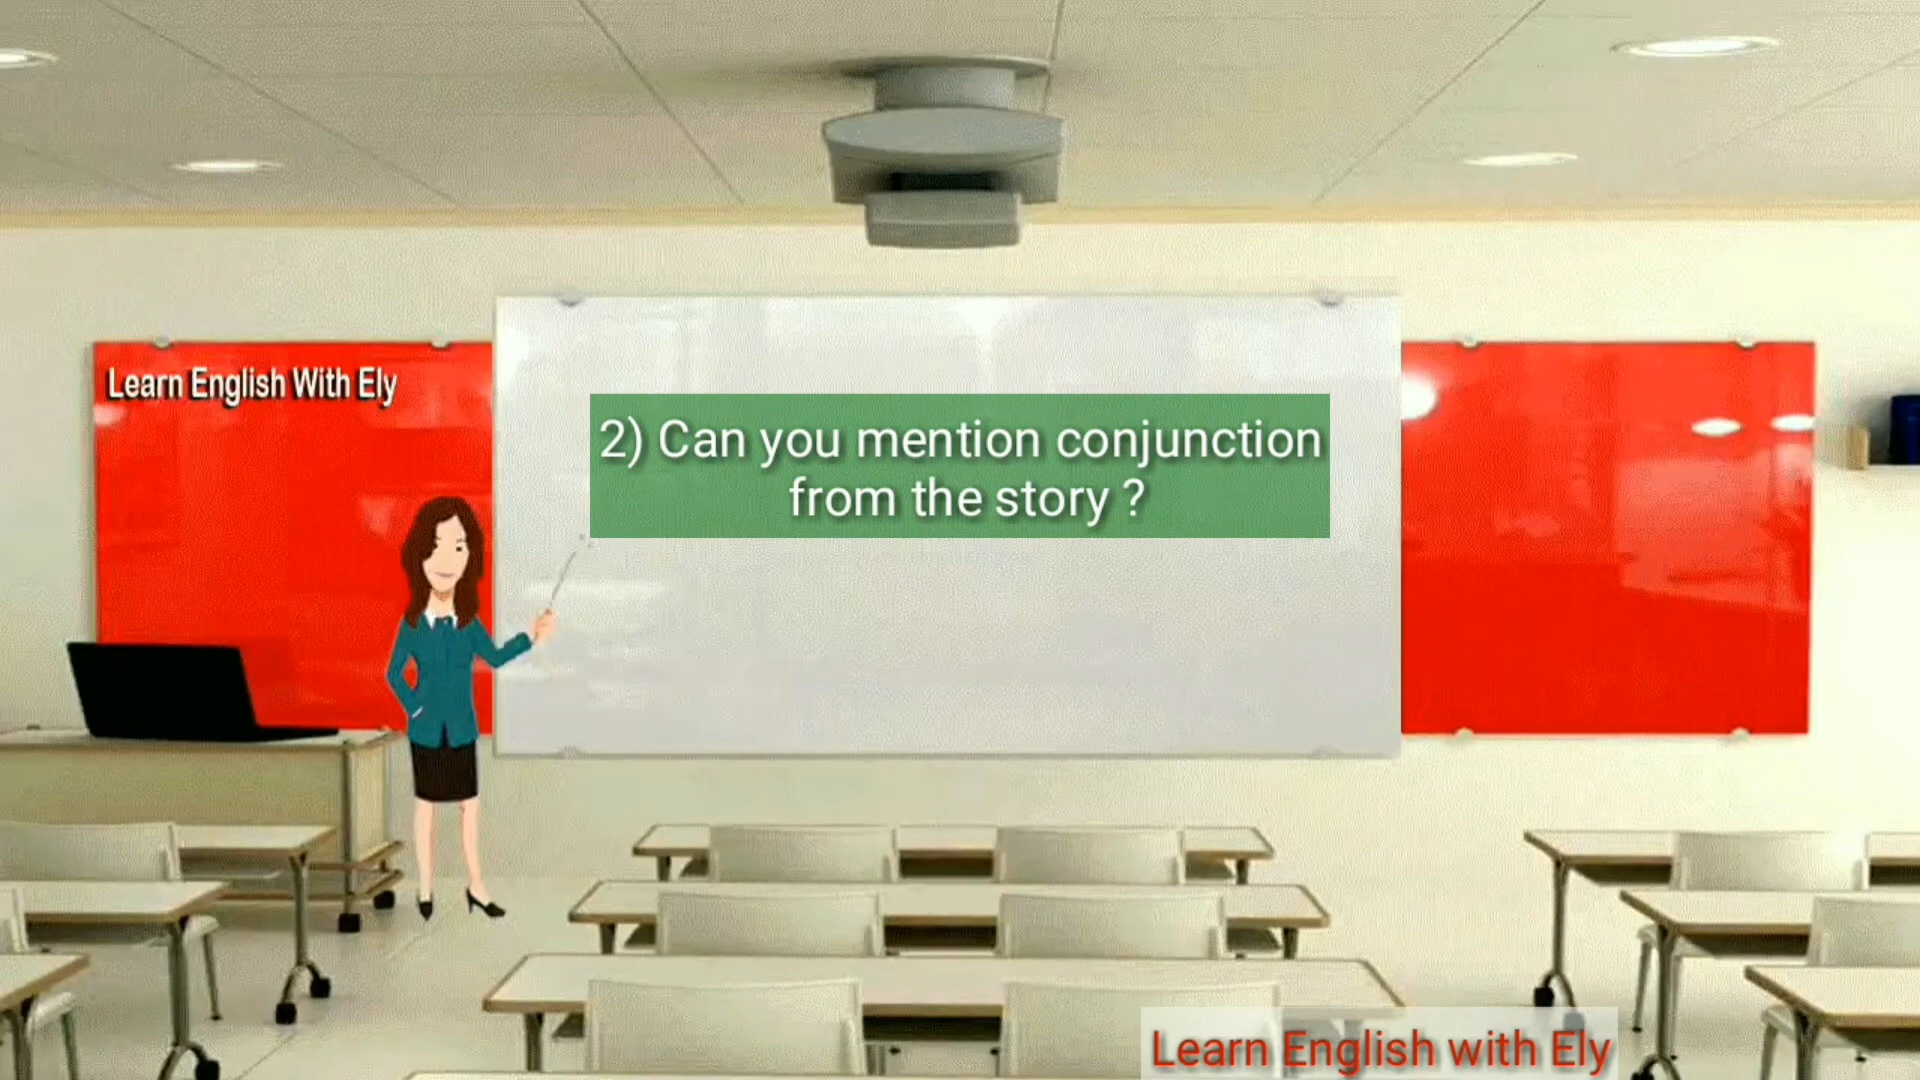 Learn English With Ely
2) Can you mention conjunction
from the story ?
Learn English with Ely